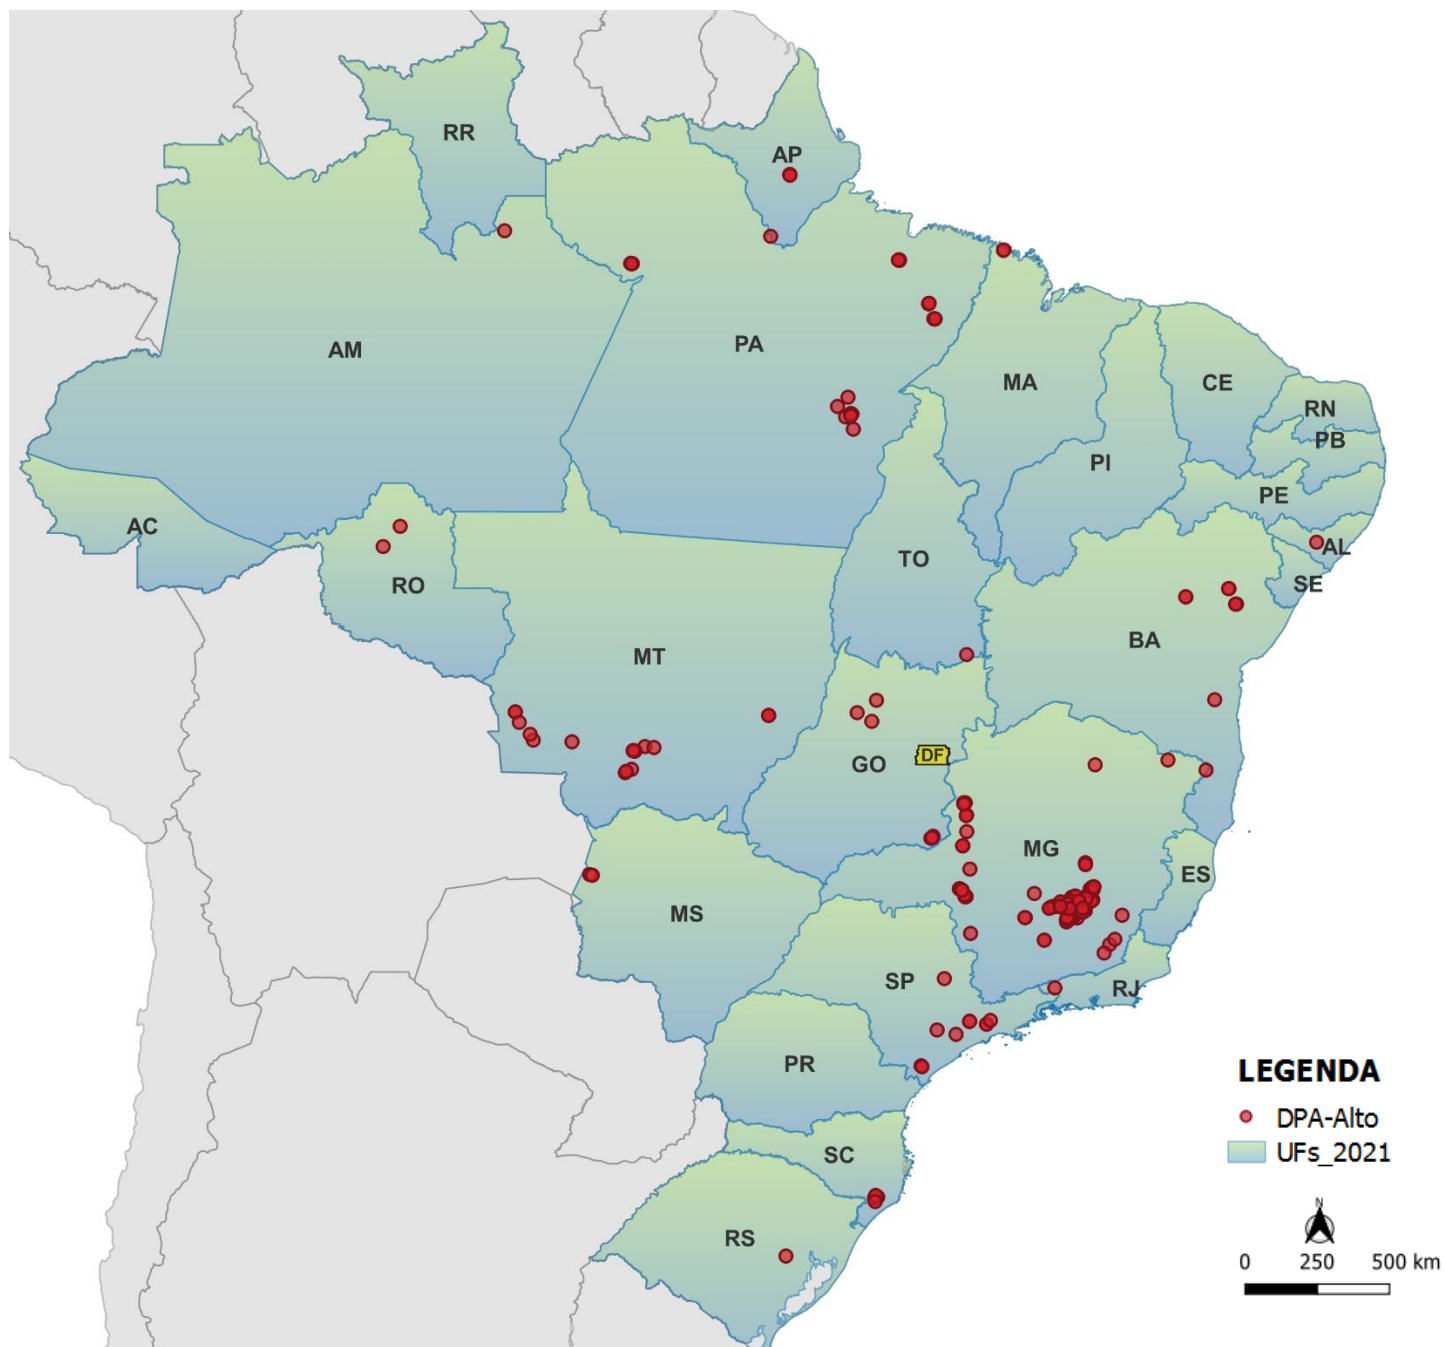 RR
AP
AM
PA
MA
CE
RN
PB
PI
PE
AC
AL
TO
SE
RO
BA
MT
DF
GO
MG
ES
MS
SP
RJ
PR
LEGENDA
DPA-Alto
UFs_2021
SC
N
RS
0 250 500 km